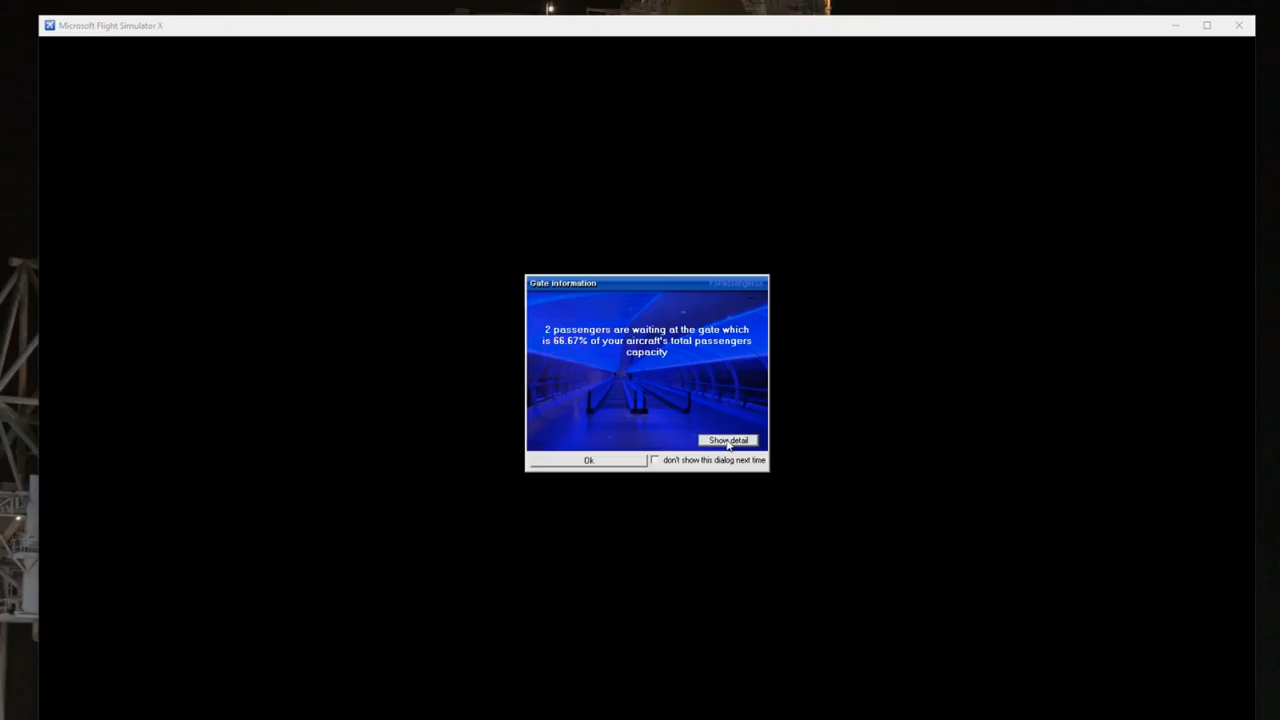 Microsoft Flight Simulator X
Gate information
FsPassengersX
2 passengers are waiting at the gate which
is 66.67% of your aircraft's total passengers
capacity
Show detail
Ok
don't show this dialog next time